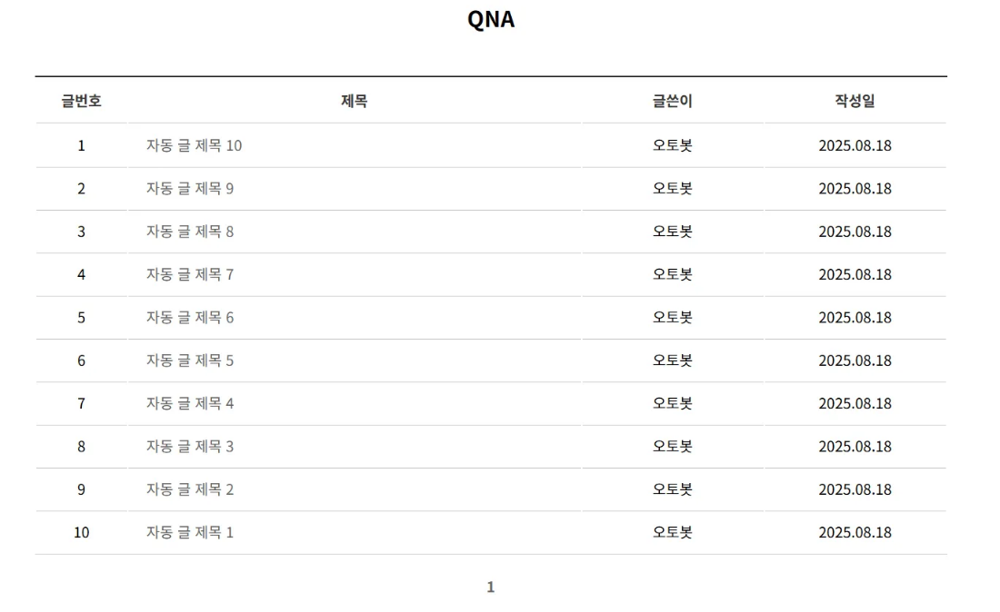 QNA
글번호 제목 글쓴이 작성일
1 자동 글 제목 10 오토봇 2025.08.18
2 자동 글 제목 9 오토봇 2025.08.18
3 자동 글 제목 8 오토봇 2025.08.18
4 자동 글 제목 7 오토봇 2025.08.18
5 자동 글 제목 6 오토봇 2025.08.18
6 자동 글 제목 5 오토봇 2025.08.18
7 자동 글 제목 4 오토봇 2025.08.18
8 자동 글 제목 3 오토봇 2025.08.18
9 자동 글 제목 2 오토봇 2025.08.18
10 자동 글 제목 1 오토봇 2025.08.18
1